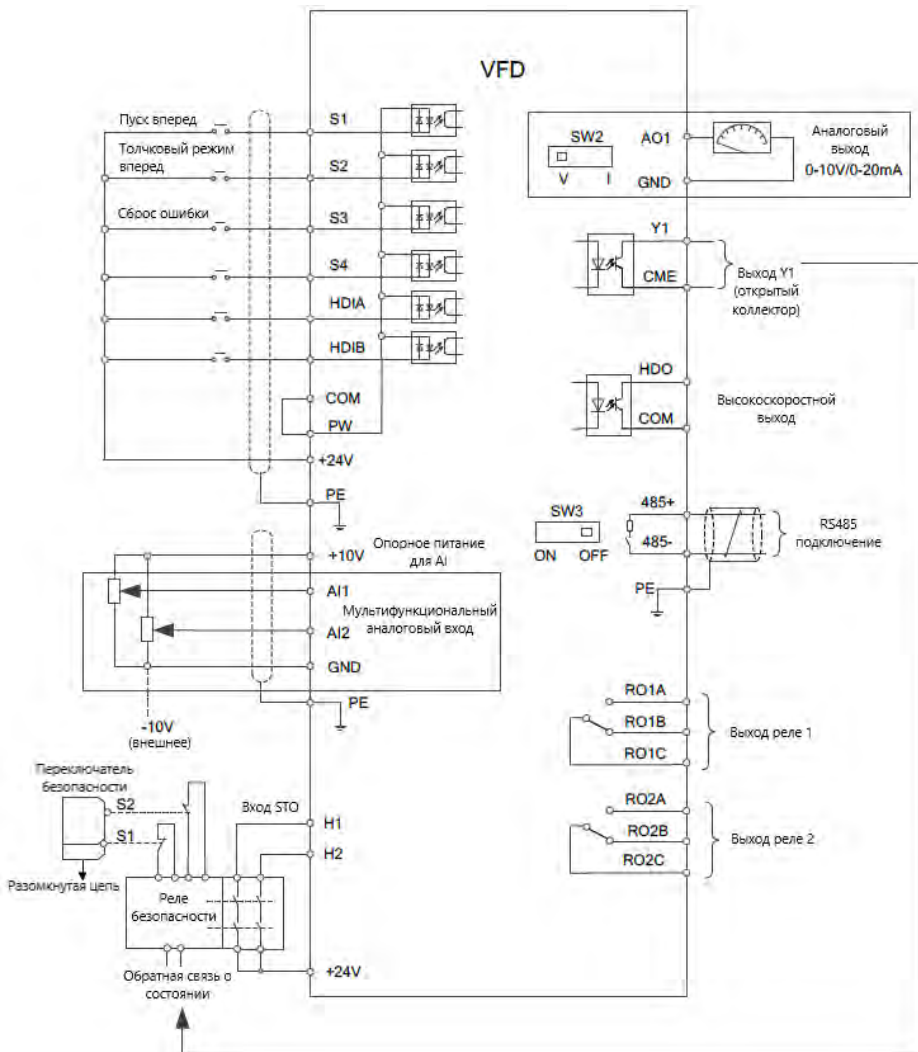 VFD
Пуск вперед
S1
Толчковый режим
вперед
S2
Сброс ошибки
S3
S4
HDIA
HDIB
COM
PW
+24V
PE
SW2
V I
AO1
GND
Аналоговый
выход
0-10V/0-20mA
Y1
CME
Выход Y1
(открытый
коллектор)
HDO
COM
Высокоскоростной
выход
SW3
ON OFF
485+
485-
PE
RS485
подключение
+10V
Опорное питание
для AI
AI1
Мультифункциональный
аналоговый вход
AI2
GND
PE
-10V
(внешнее)
RO1A
RO1B
RO1C
Выход реле 1
RO2A
RO2B
RO2C
Выход реле 2
Переключатель
безопасности
S2
S1
Разомкнутая цепь
Вход STO
H1
H2
Реле
безопасности
+24V
Обратная связь о
состоянии